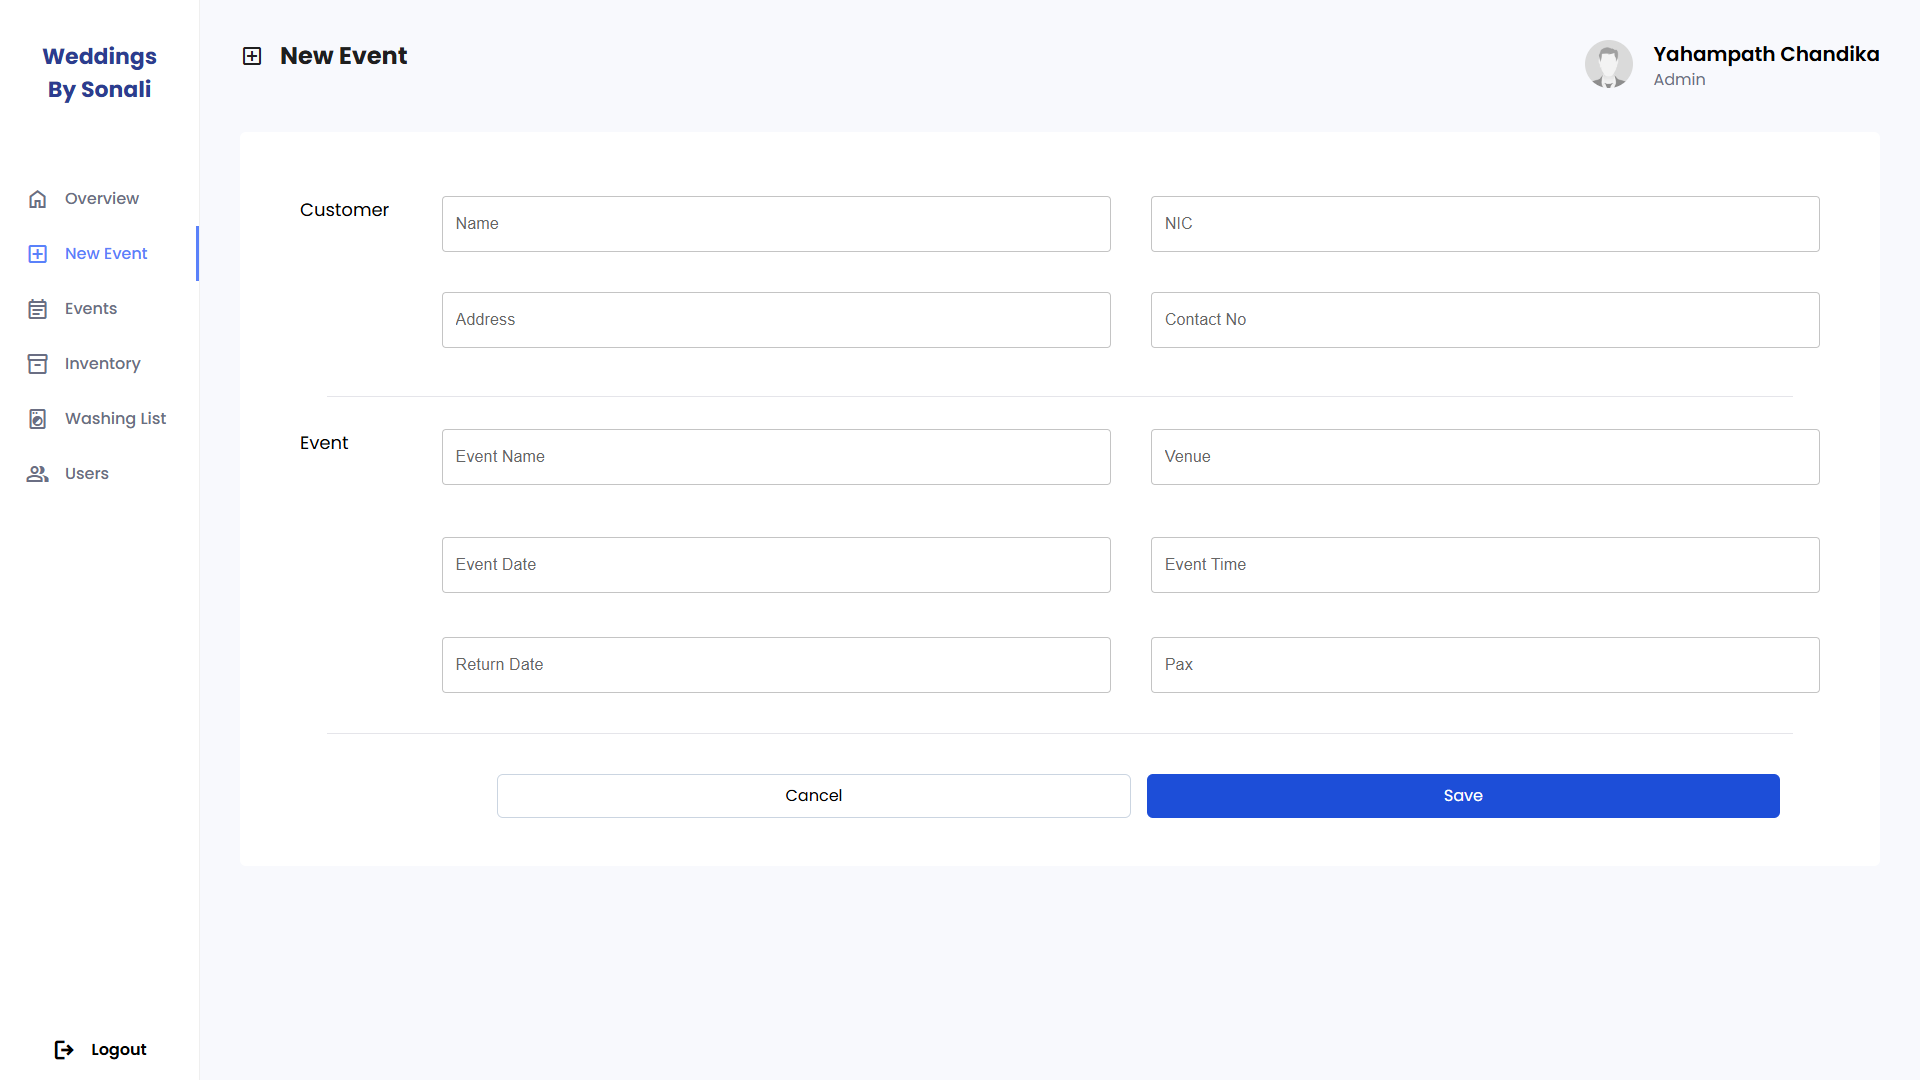 Weddings
By Sonali
Overview
New Event
Events
Inventory
Washing List
Users
Logout
New Event
Yahampath Chandika
Admin
Customer
Name
NIC
Address
Contact No
Event
Event Name
Venue
Event Date
Event Time
Return Date
Pax
Cancel
Save